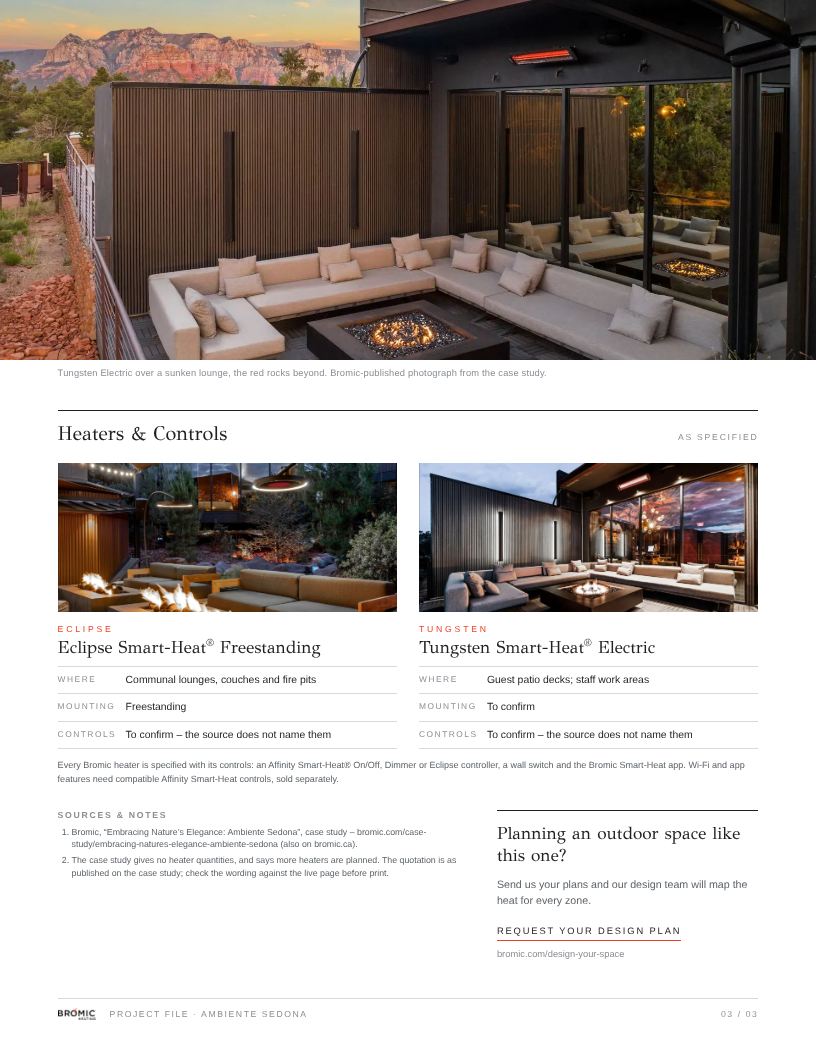 Tungsten Electric over a sunken lounge, the red rocks beyond. Bromic-published photograph from the case study.
Heaters & Controls
AS SPECIFIED
ECLIPSE
Eclipse Smart-Heat® Freestanding
WHERE Communal lounges, couches and fire pits
MOUNTING Freestanding
CONTROLS To confirm – the source does not name them
TUNGSTEN
Tungsten Smart-Heat® Electric
WHERE Guest patio decks; staff work areas
MOUNTING To confirm
CONTROLS To confirm – the source does not name them
Every Bromic heater is specified with its controls: an Affinity Smart-Heat® On/Off, Dimmer or Eclipse controller, a wall switch and the Bromic Smart-Heat app. Wi-Fi and app
features need compatible Affinity Smart-Heat controls, sold separately.
SOURCES & NOTES
1. Bromic, “Embracing Nature’s Elegance: Ambiente Sedona”, case study – bromic.com/case-
study/embracing-natures-elegance-ambiente-sedona (also on bromic.ca).
2. The case study gives no heater quantities, and says more heaters are planned. The quotation is as
published on the case study; check the wording against the live page before print.
Planning an outdoor space like
this one?
Send us your plans and our design team will map the
heat for every zone.
REQUEST YOUR DESIGN PLAN
bromic.com/design-your-space
BROMIC
HEATING
PROJECT FILE · AMBIENTE SEDONA
03 / 03